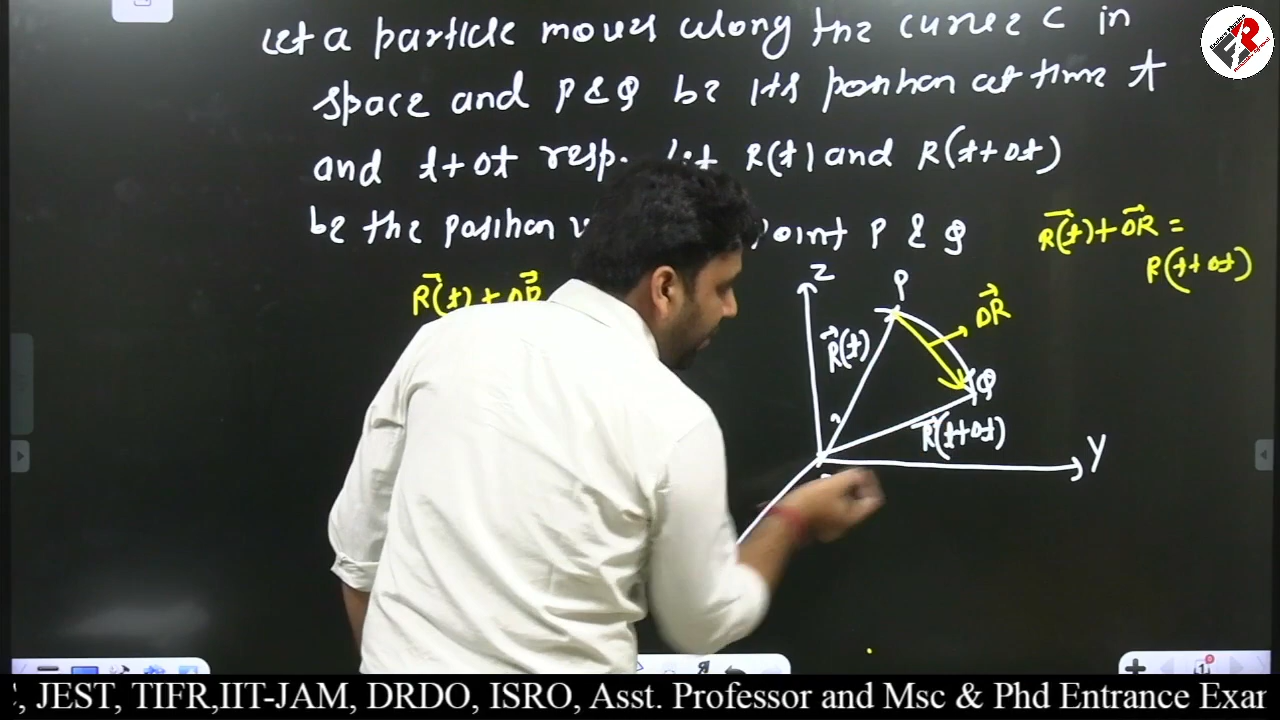 Let a particle moves along the curve C in
space and P & Q be its position at time t
and t+Δt resp. Let R(t) and R(t+Δt)
be the position point P & Q
R⃗(t)+ΔR⃗ =
R(t+Δt)
R⃗(t) + ΔR⃗
Z
P
ΔR⃗
R⃗(t)
Q
R⃗(t+Δt)
Y
, JEST, TIFR,IIT-JAM, DRDO, ISRO, Asst. Professor and Msc & Phd Entrance Exar